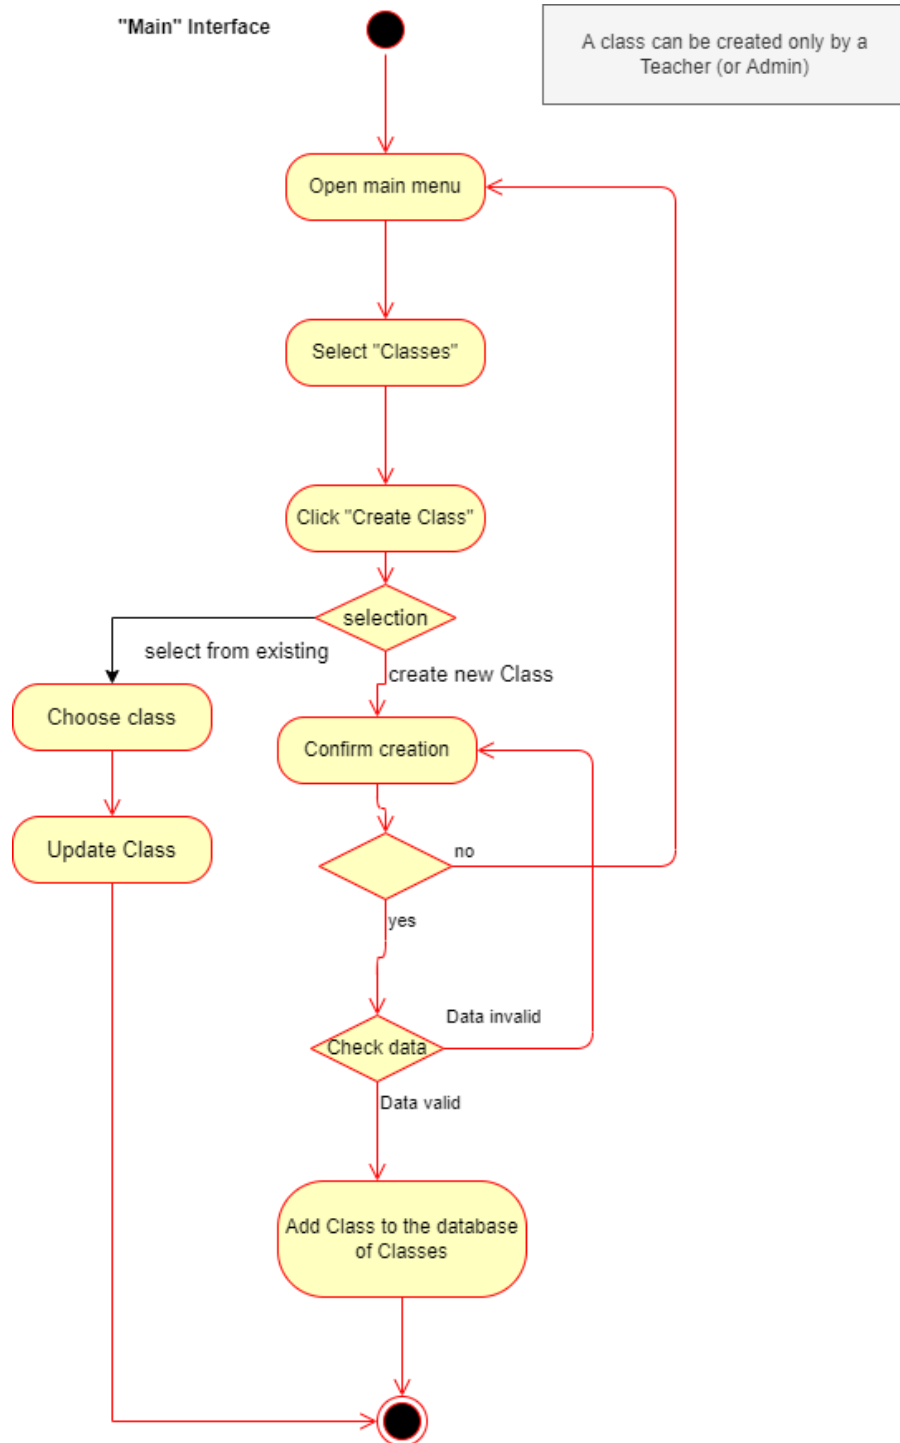 "Main" Interface
A class can be created only by a
Teacher (or Admin)
Open main menu
Select "Classes"
Click "Create Class"
selection
select from existing
create new Class
Choose class
Confirm creation
Update Class
no
yes
Data invalid
Check data
Data valid
Add Class to the database
of Classes